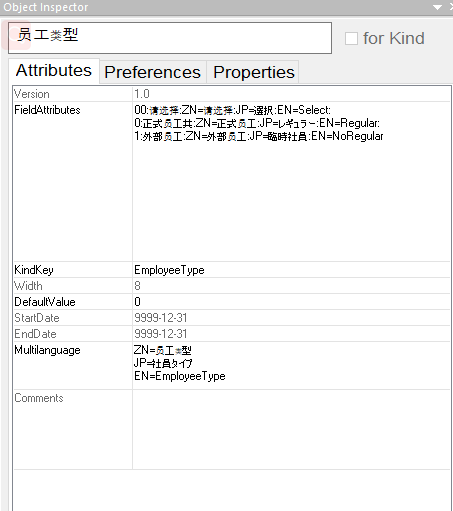 Object Inspector
员工类型
for Kind
Attributes
Preferences
Properties
Version 1.0
FieldAttributes 00:请选择:ZN=请选择:JP=選択:EN=Select:
0:正式员工共:ZN=正式员工:JP=レギュラー:EN=Regular:
1:外部员工:ZN=外部员工:JP=臨時社員:EN=NoRegular
KindKey EmployeeType
Width 8
DefaultValue 0
StartDate 9999-12-31
EndDate 9999-12-31
Multilanguage ZN=员工类型
JP=社員タイプ
EN=EmployeeType
Comments